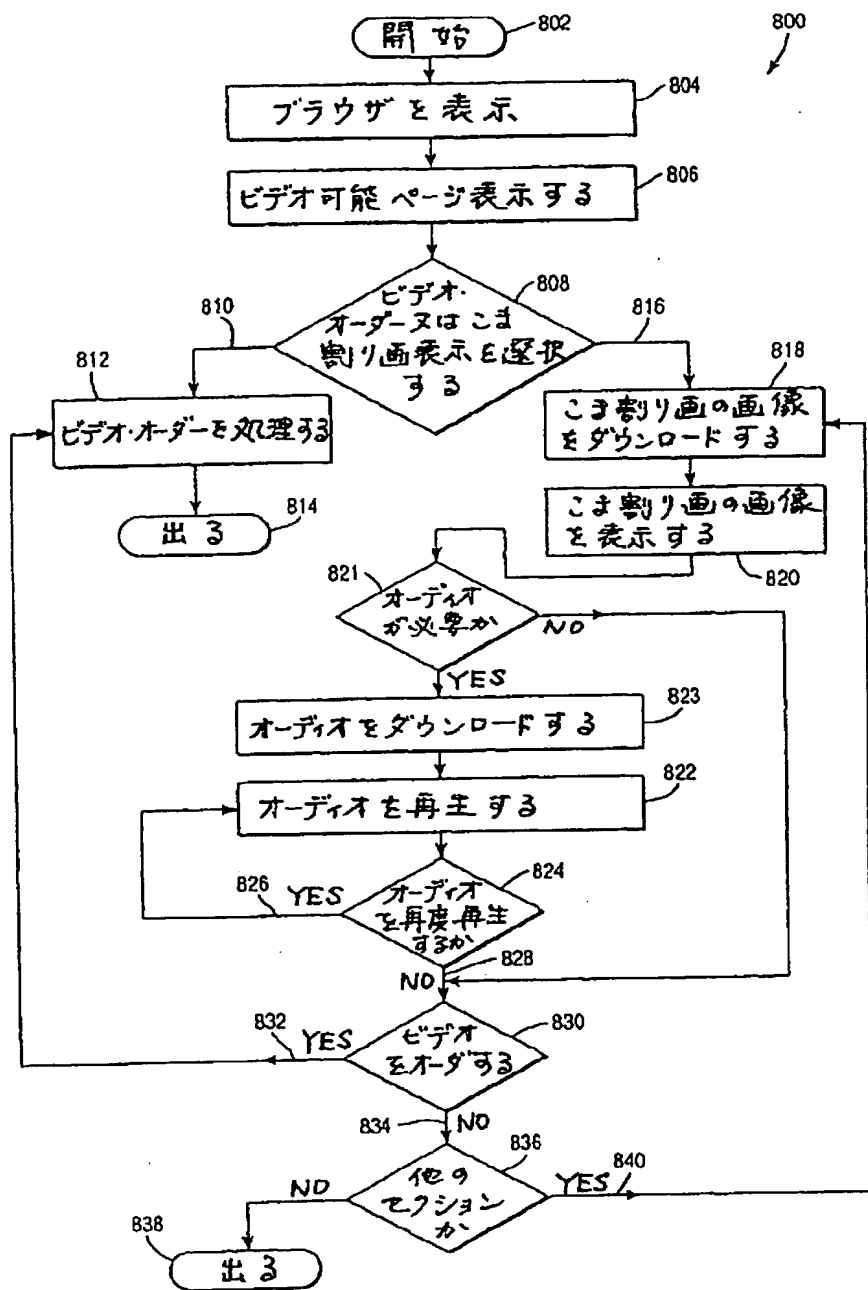 開始
802
800
ブラウザを表示
804
ビデオ可能ページ表示する
806
ビデオ・
オーダー又はこま
割り画表示を選択
する
808
810
816
812
ビデオ・オーダーを処理する
818
こま割り画の画像
をダウンロードする
出る
814
こま割り画の画像
を表示する
820
821
オーディオ
が必要か
NO
YES
オーディオをダウンロードする
823
オーディオを再生する
822
824
826
YES
オーディオ
を再度再生
するか
828
NO
832
YES
ビデオ
をオーダする
830
834
NO
836
NO
他の
セクション
か
YES
840
838
出る